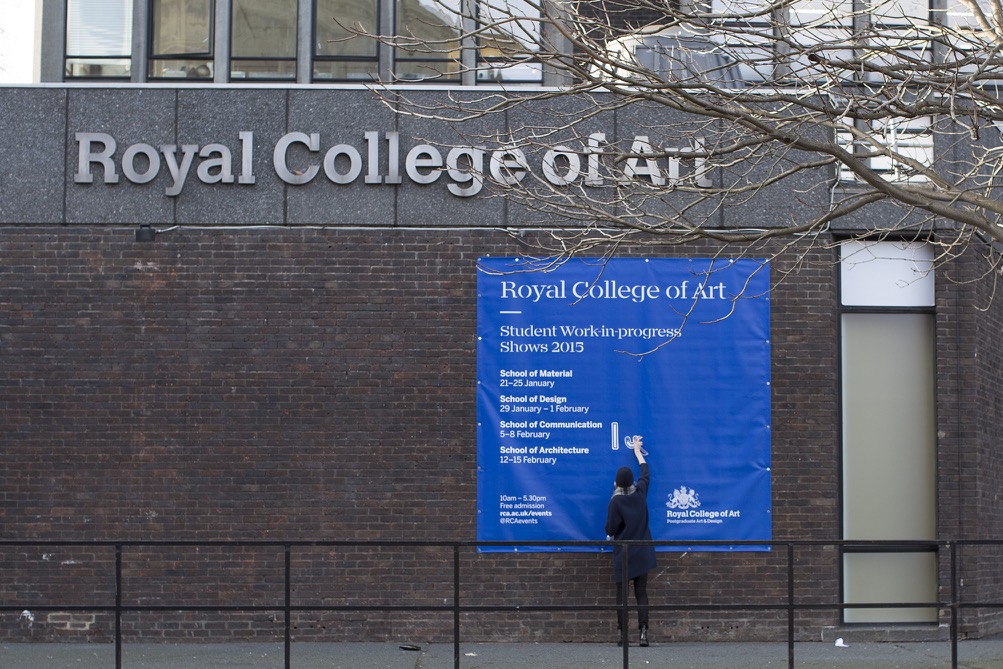 Royal College of Art
Royal College of Art
Student Work-in-progress
Shows 2015
School of Material
21–25 January
School of Design
29 January – 1 February
School of Communication
5–8 February
School of Architecture
12–15 February
10am – 5.30pm
Free admission
rca.ac.uk/events
@RCAevents
Royal College of Art
Postgraduate Art & Design